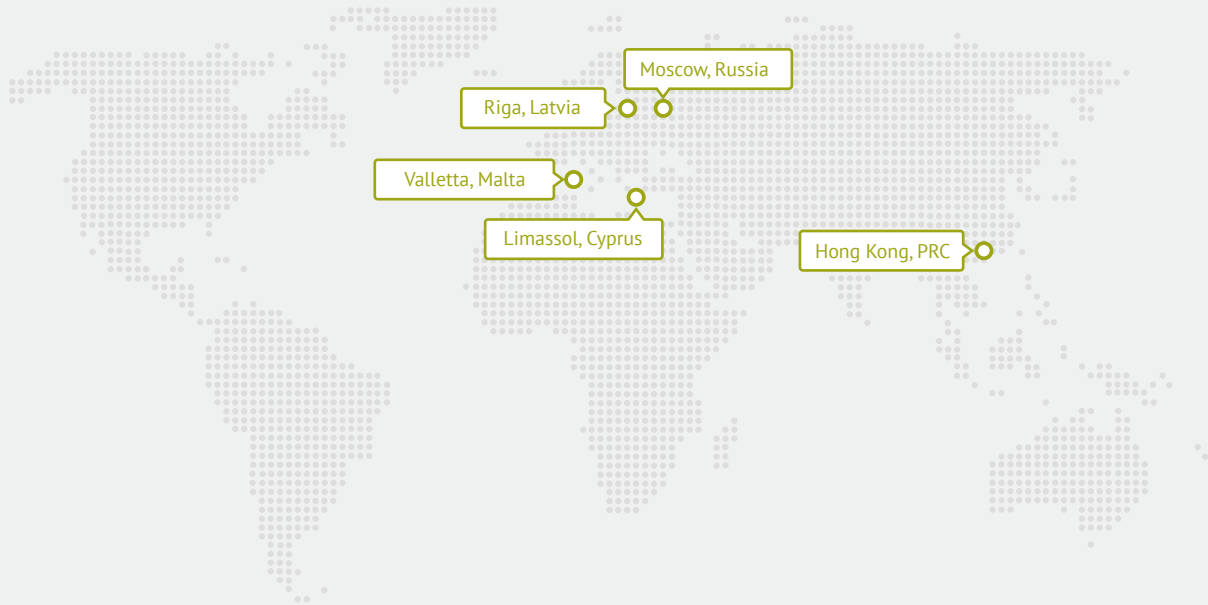 Moscow, Russia
Riga, Latvia
Valletta, Malta
Limassol, Cyprus
Hong Kong, PRC